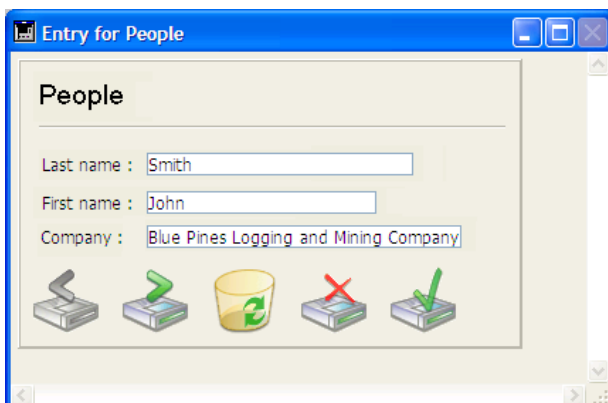 Entry for People
People
Last name : Smith
First name : John
Company : Blue Pines Logging and Mining Company